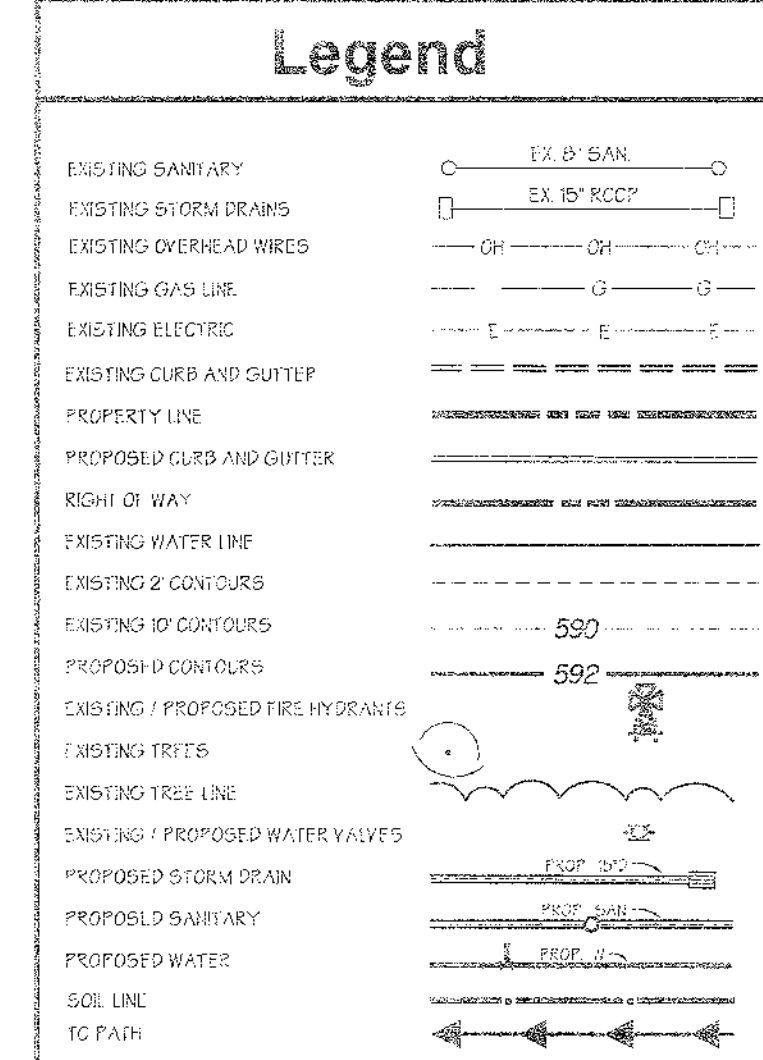 Legend
EXISTING SANITARY EX. 8" SAN.
EXISTING STORM DRAINS EX. 15" RCCP
EXISTING OVERHEAD WIRES OH OH OH
EXISTING GAS LINE G G
EXISTING ELECTRIC E E E
EXISTING CURB AND GUTTER
PROPERTY LINE
PROPOSED CURB AND GUTTER
RIGHT OF WAY
EXISTING WATER LINE
EXISTING 2' CONTOURS
EXISTING 10' CONTOURS 590
PROPOSED CONTOURS 592
EXISTING / PROPOSED FIRE HYDRANTS
EXISTING TREES
EXISTING TREE LINE
EXISTING / PROPOSED WATER VALVES
PROPOSED STORM DRAIN PROP.
PROPOSED SANITARY PROP. SAN
PROPOSED WATER PROP.
SOIL LINE
TC PATH